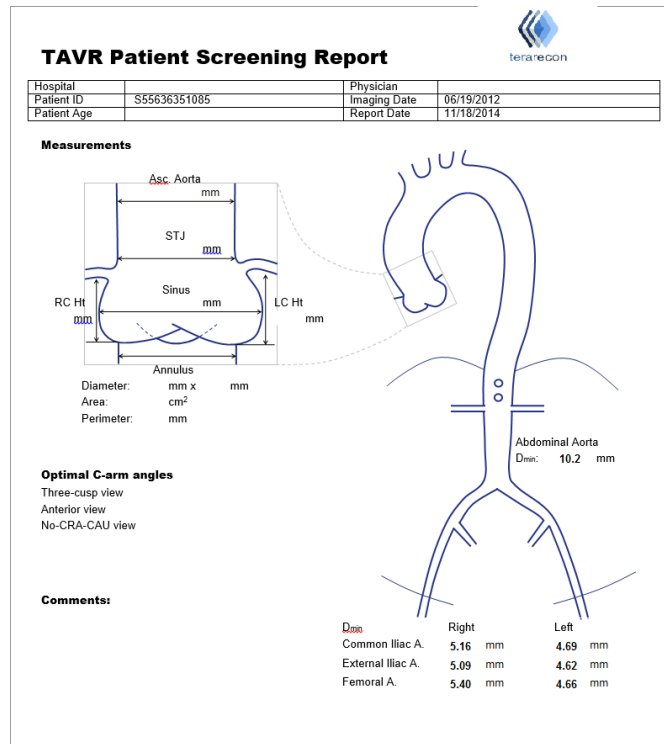 terarecon
TAVR Patient Screening Report
Hospital Physician
Patient ID S55636351085 Imaging Date 06/19/2012
Patient Age Report Date 11/18/2014
Measurements
Asc. Aorta
mm
STJ
mm
Sinus
RC Ht mm LC Ht
mm mm
Annulus
Diameter: mm x mm
Area: cm²
Perimeter: mm
Abdominal Aorta
Dmin: 10.2 mm
Optimal C-arm angles
Three-cusp view
Anterior view
No-CRA-CAU view
Comments:
Dmin Right Left
Common Iliac A. 5.16 mm 4.69 mm
External Iliac A. 5.09 mm 4.62 mm
Femoral A. 5.40 mm 4.66 mm